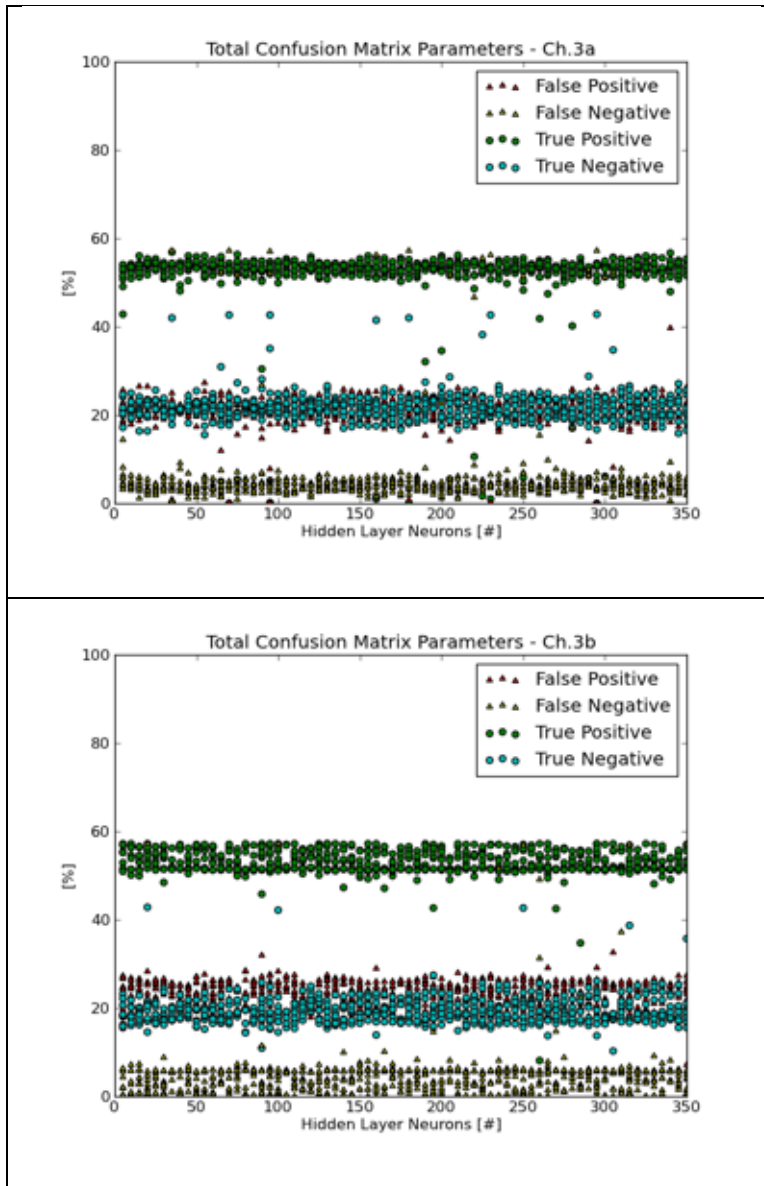 Total Confusion Matrix Parameters - Ch.3a
100
80
60
40
20
0
[%]
False Positive
False Negative
True Positive
True Negative
0 50 100 150 200 250 300 350
Hidden Layer Neurons [#]
Total Confusion Matrix Parameters - Ch.3b
100
80
60
40
20
0
[%]
False Positive
False Negative
True Positive
True Negative
0 50 100 150 200 250 300 350
Hidden Layer Neurons [#]